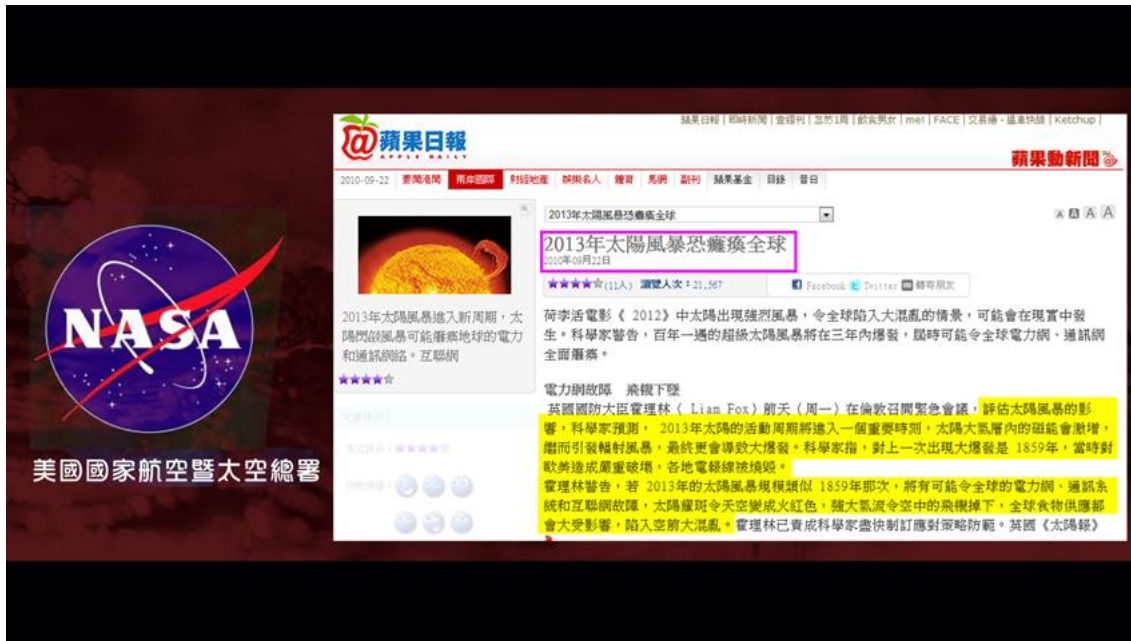 NASA
美國國家航空暨太空總署
蘋果日報 | 即時新聞 | 壹週刊 | 忽然1周 | 飲食男女 | me! | FACE | 交易通 · 搵車快線 | Ketchup |
蘋果日報
APPLE DAILY
蘋果動新聞
2010-09-22 要聞港聞 兩岸國際 財經地產 娛樂名人 體育 馬網 副刊 蘋果基金 目錄 昔日
2013年太陽風暴進入新周期，太
陽閃燄風暴可能癱瘓地球的電力
和通訊網絡。互聯網
2013年太陽風暴恐癱瘓全球
A A A A
2013年太陽風暴恐癱瘓全球
2010年09月22日
(11人) 瀏覽人次：21,567
Facebook Twitter 轉寄朋友
荷李活電影《 2012》中太陽出現強烈風暴，令全球陷入大混亂的情景，可能會在現實中發
生。科學家警告，百年一遇的超級太陽風暴將在三年內爆發，屆時可能令全球電力網、通訊網
全面癱瘓。
電力網故障 飛機下墜
英國國防大臣霍理林（ Liam Fox）前天（周一）在倫敦召開緊急會議，評估太陽風暴的影
響，科學家預測， 2013年太陽的活動周期將進入一個重要時刻，太陽大氣層內的磁能會激增，
繼而引發輻射風暴，最終更會導致大爆發。科學家指，對上一次出現大爆發是 1859年，當時對
歐美造成嚴重破壞，各地電報線被燒毀。
霍理林警告，若 2013年的太陽風暴規模類似 1859年那次，將有可能令全球的電力網、通訊系
統和互聯網故障，太陽耀斑令天空變成火紅色，強大氣流令空中的飛機掉下，全球食物供應都
會大受影響，陷入空前大混亂。霍理林已責成科學家盡快制訂應對策略防範。英國《太陽報》